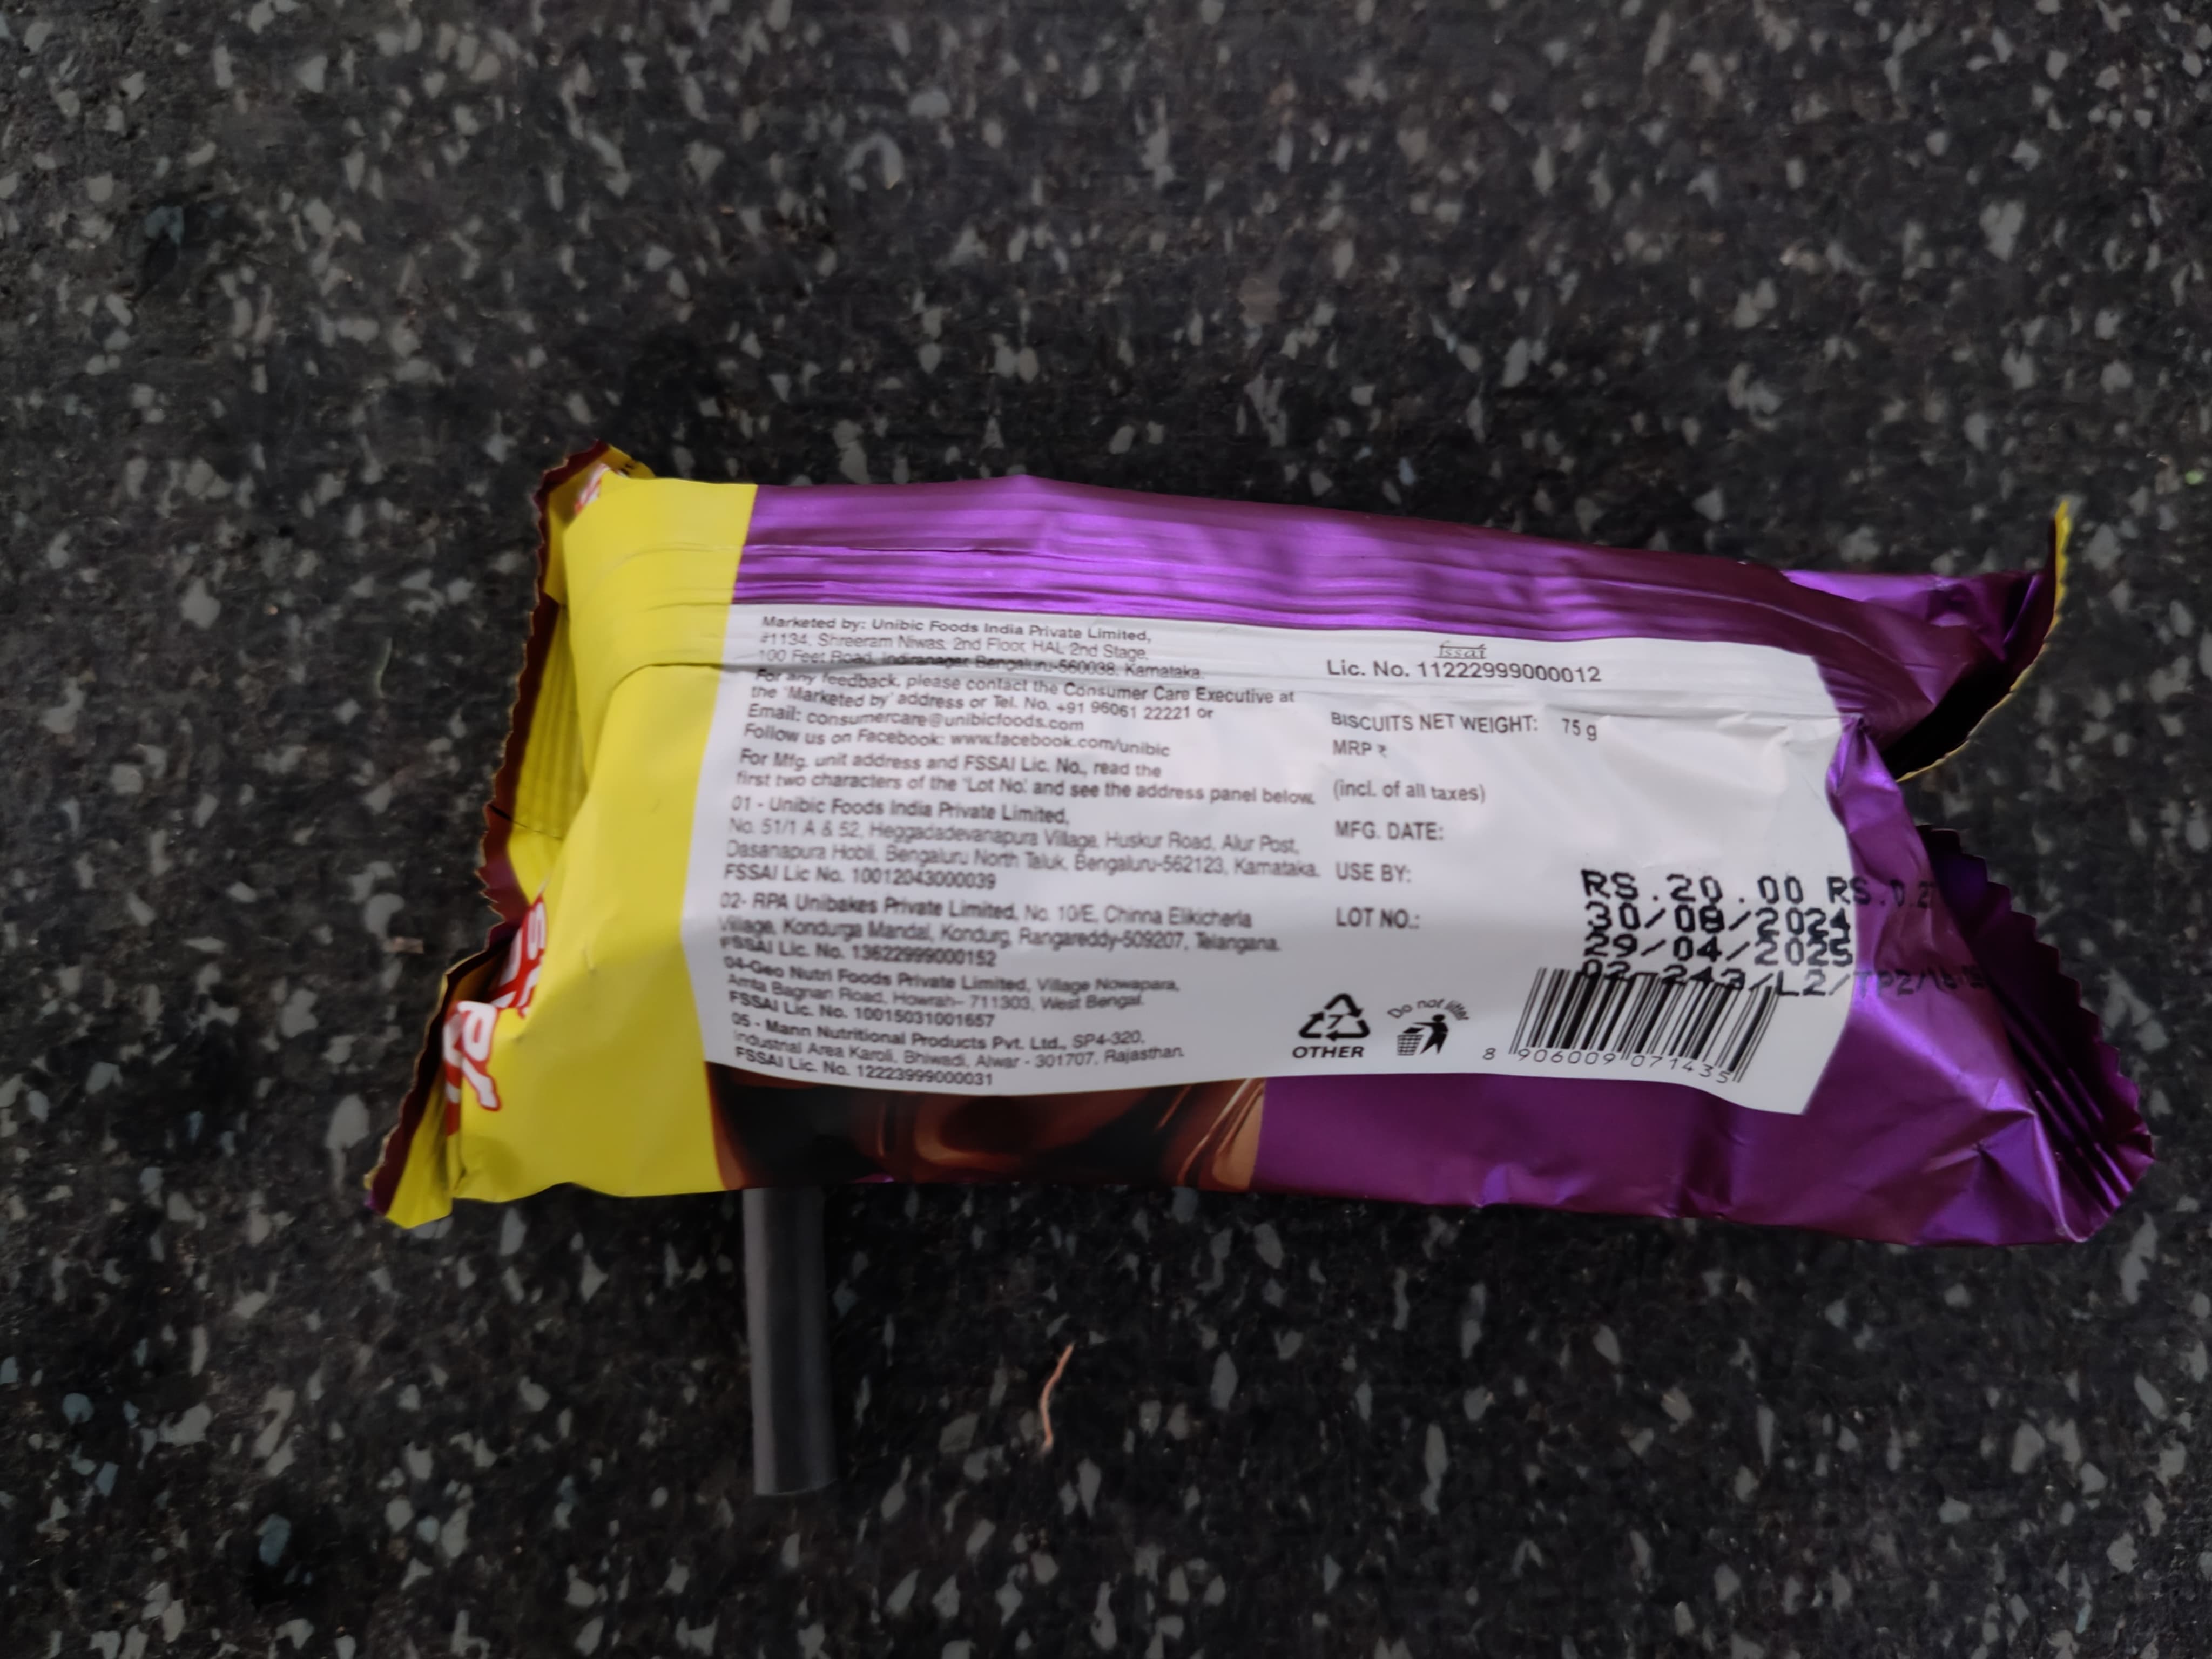 Marketed by: Unibic Foods India Private Limited,
#1134, Shreeram Niwas, 2nd Floor, HAL 2nd Stage,
100 Feet Road, Indiranagar Bengaluru-560038, Karnataka.
For any feedback, please contact the Consumer Care Executive at
the 'Marketed by' address or Tel. No. +91 96061 22221 or
Email: consumercare@unibicfoods.com
Follow us on Facebook: www.facebook.com/unibic
For Mfg. unit address and FSSAI Lic. No., read the
first two characters of the 'Lot No.' and see the address panel below.
01 - Unibic Foods India Private Limited,
No. 51/1 A & 52, Heggadadevanapura Village, Huskur Road, Alur Post,
Dasanapura Hobli, Bengaluru North Taluk, Bengaluru-562123, Karnataka.
FSSAI Lic No. 10012043000039
02- RPA Unibakes Private Limited, No. 10/E, Chinna Elikicherla
Village, Kondurga Mandal, Kondurg, Rangareddy-509207, Telangana.
FSSAI Lic. No. 13622999000152
04-Geo Nutri Foods Private Limited, Village Nowapara,
Amta Bagnan Road, Howrah- 711303, West Bengal.
FSSAI Lic. No. 10015031001657
05 - Mann Nutritional Products Pvt. Ltd., SP4-320,
Industrial Area Karoli, Bhiwadi, Alwar - 301707, Rajasthan.
FSSAI Lic. No. 12223999000031
fssai
Lic. No. 11222999000012
BISCUITS NET WEIGHT: 75 g
MRP ₹
(incl. of all taxes)
MFG. DATE:
USE BY:
LOT NO.:
RS.20.00 RS.0.27
30/08/2024
29/04/2025
02-243/L2/TP2/
7
OTHER
Do not litter
8 906009 071435